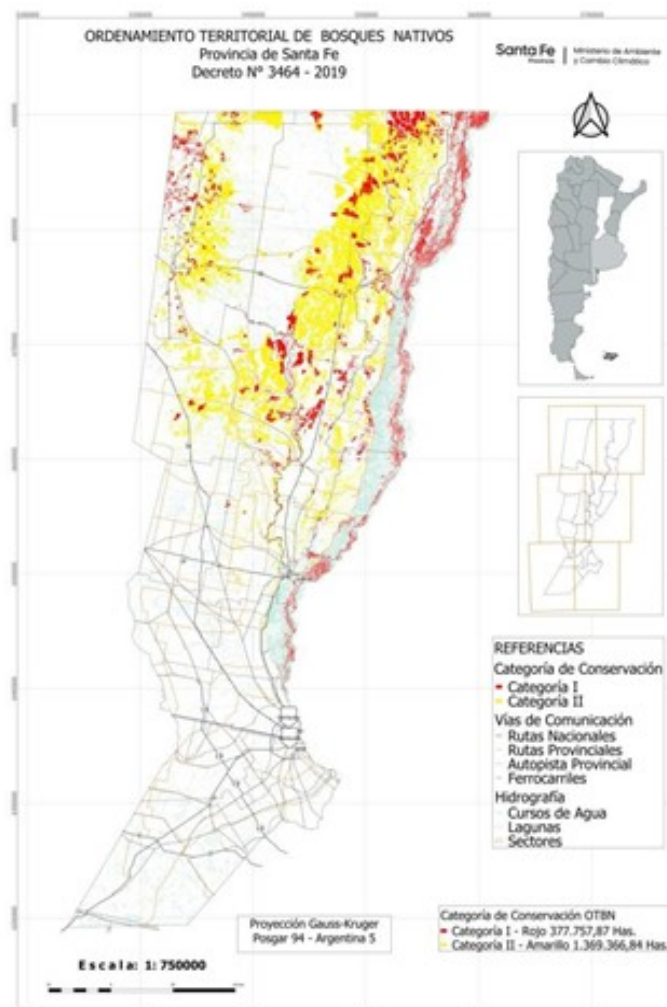 ORDENAMIENTO TERRITORIAL DE BOSQUES NATIVOS
Provincia de Santa Fe
Decreto N° 3464 - 2019
Santa Fe
Provincia
Ministerio de Ambiente
y Cambio Climático
REFERENCIAS
Categoría de Conservación
Categoría I
Categoría II
Vías de Comunicación
Rutas Nacionales
Rutas Provinciales
Autopista Provincial
Ferrocarriles
Hidrografía
Cursos de Agua
Lagunas
Sectores
Proyección Gauss-Kruger
Posgar 94 - Argentina 5
Categoría de Conservación OTBN
Categoría I - Rojo 377.757,87 Has.
Categoría II - Amarillo 1.369.366,84 Has.
Escala: 1: 750000